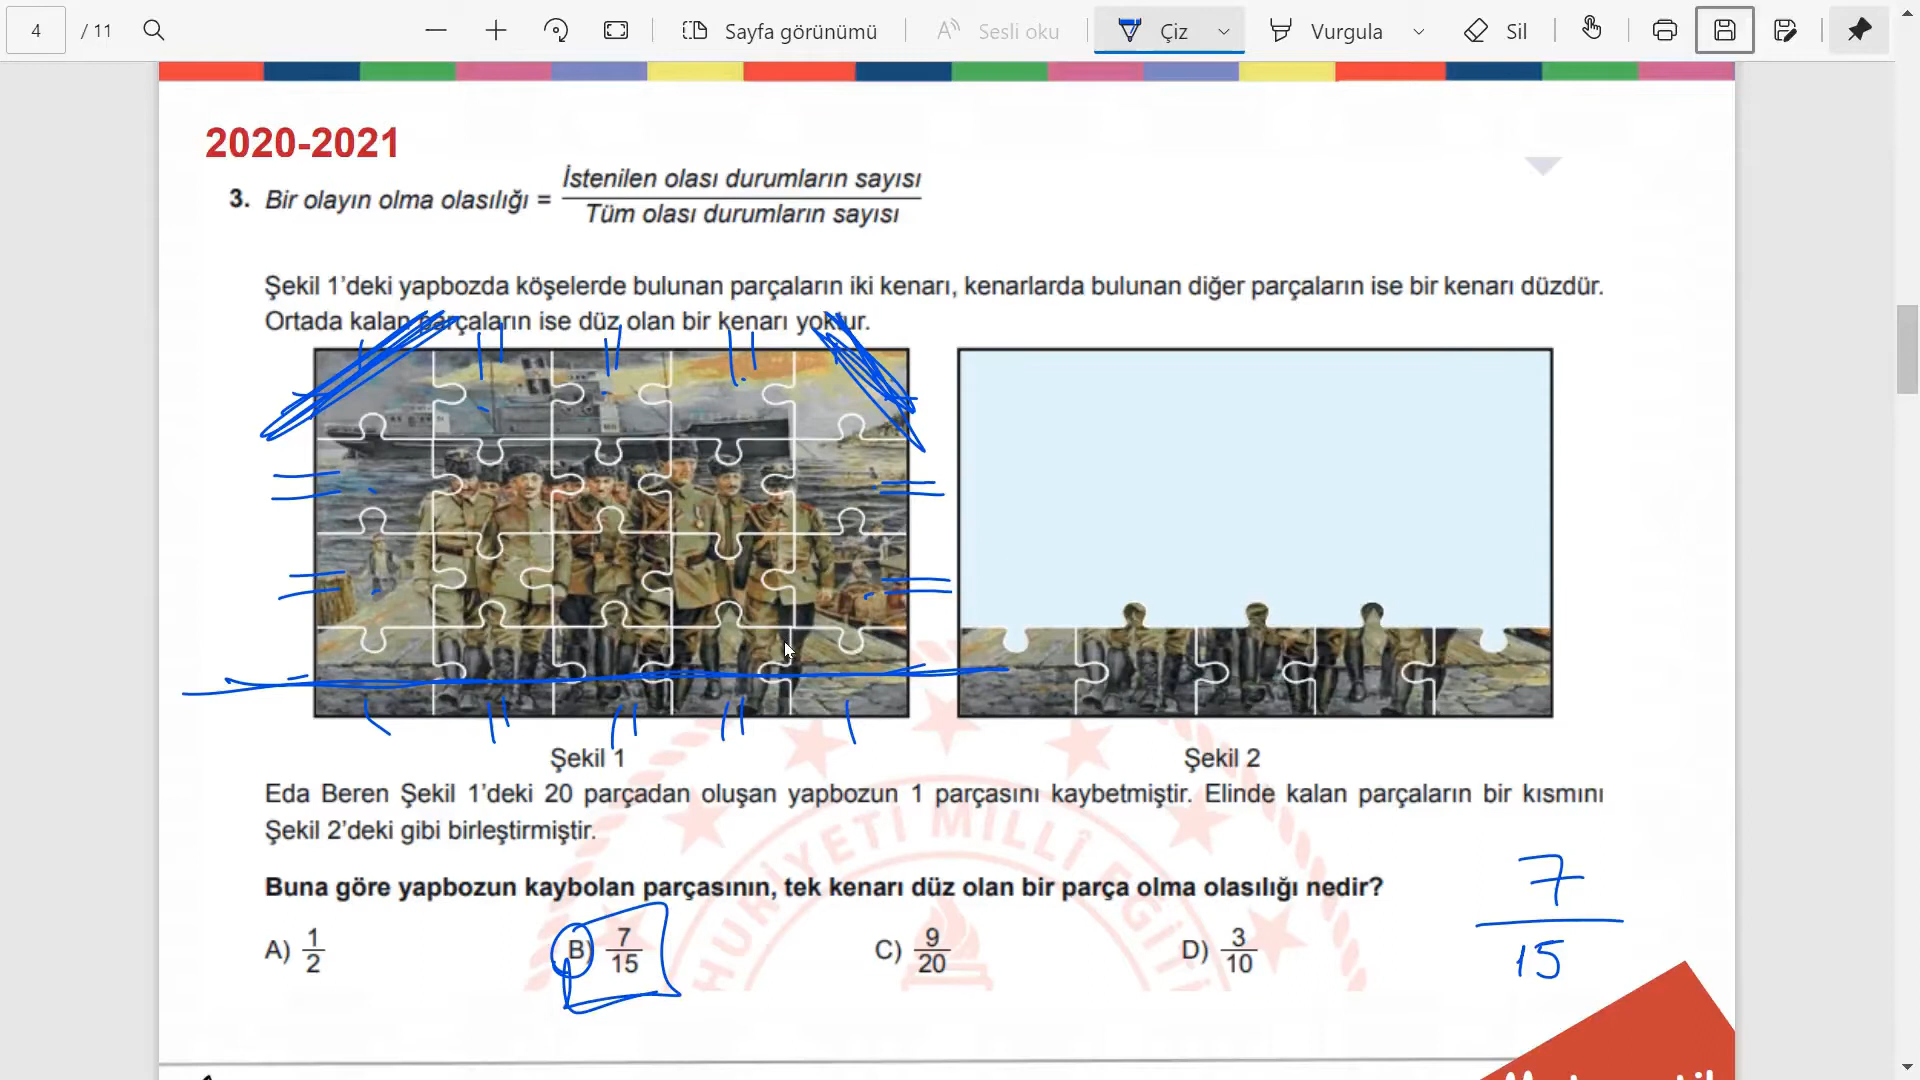 4 / 11 Sayfa görünümü Sesli oku Çiz Vurgula Sil
2020-2021
3. Bir olayın olma olasılığı = İstenilen olası durumların sayısı
Tüm olası durumların sayısı
Şekil 1'deki yapbozda köşelerde bulunan parçaların iki kenarı, kenarlarda bulunan diğer parçaların ise bir kenarı düzdür.
Ortada kalan parçaların ise düz olan bir kenarı yoktur.
Şekil 1 Şekil 2
Eda Beren Şekil 1'deki 20 parçadan oluşan yapbozun 1 parçasını kaybetmiştir. Elinde kalan parçaların bir kısmını
Şekil 2'deki gibi birleştirmiştir.
Buna göre yapbozun kaybolan parçasının, tek kenarı düz olan bir parça olma olasılığı nedir?
A) 1/2 B) 7/15 C) 9/20 D) 3/10
7
15
HURİYETİ MİLLÎ EĞİT